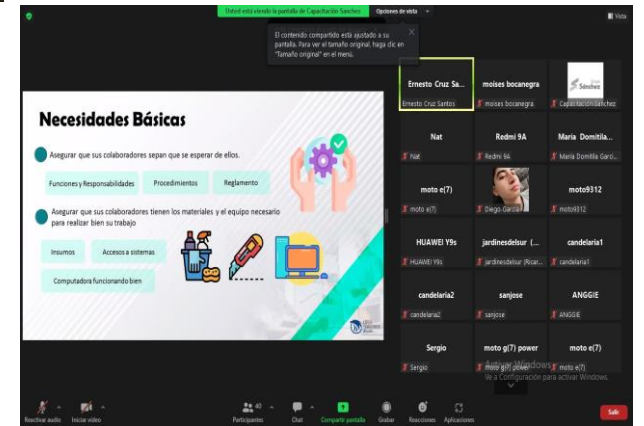 Usted está viendo la pantalla de Capacitación Sanchez
Opciones de vista
Vista
El contenido compartido está ajustado a su
pantalla. Para ver el tamaño original, haga clic en
"Tamaño original" en el menú.
Necesidades Básicas
Asegurar que sus colaboradores sepan que se espera
de ellos.
Funciones y Responsabilidades
Procedimientos
Reglamento
Asegurar que sus colaboradores tienen los materiales y el equipo necesario
para realizar bien su trabajo
Insumos
Accesos a sistemas
Computadora funcionando bien
Ernesto Cruz Sa...
Ernesto Cruz Santos
moises bocanegra
moises bocanegra
Sánchez
Capacitación Sanchez
Nat
Nat
Redmi 9A
Redmi 9A
María Domitila...
María Domitila Garci...
moto e(7)
moto e(7)
Diego Garcia
moto9312
moto9312
HUAWEI Y9s
HUAWEI Y9s
jardinesdelsur (...
jardinesdelsur (Ricar...
candelaria1
candelaria1
candelaria2
candelaria2
sanjose
sanjose
ANGGIE
ANGGIE
Sergio
Sergio
moto g(7) power
moto g(7) power
moto e(7)
moto e(7)
Activar Windows
Ve a Configuración para activar Windows.
Reactivar audio
Iniciar video
40
Participantes
Chat
Compartir pantalla
Grabar
Reacciones
Aplicaciones
Salir